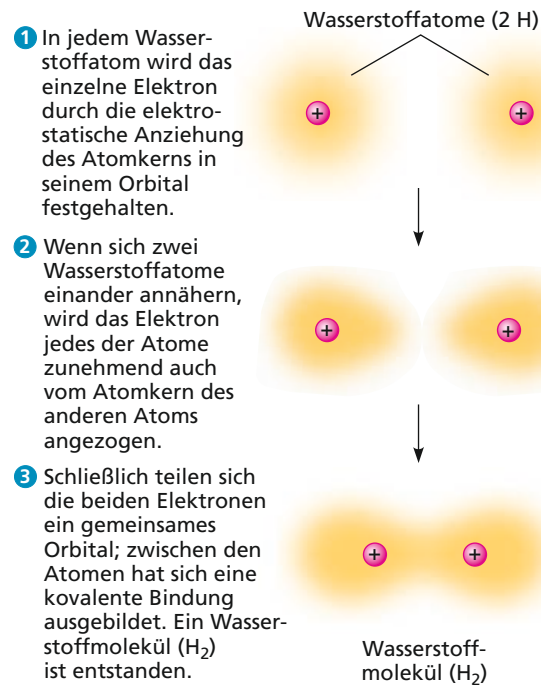 Wasserstoffatome (2 H)
1 In jedem Wasser-
stoffatom wird das
einzelne Elektron
durch die elektro-
statische Anziehung
des Atomkerns in
seinem Orbital
festgehalten.
+ +
2 Wenn sich zwei
Wasserstoffatome
einander annähern,
wird das Elektron
jedes der Atome
zunehmend auch
vom Atomkern des
anderen Atoms
angezogen.
+ +
3 Schließlich teilen sich
die beiden Elektronen
ein gemeinsames
Orbital; zwischen den
Atomen hat sich eine
kovalente Bindung
ausgebildet. Ein Wasser-
stoffmolekül (H₂)
ist entstanden.
+ +
Wasserstoff-
molekül (H₂)